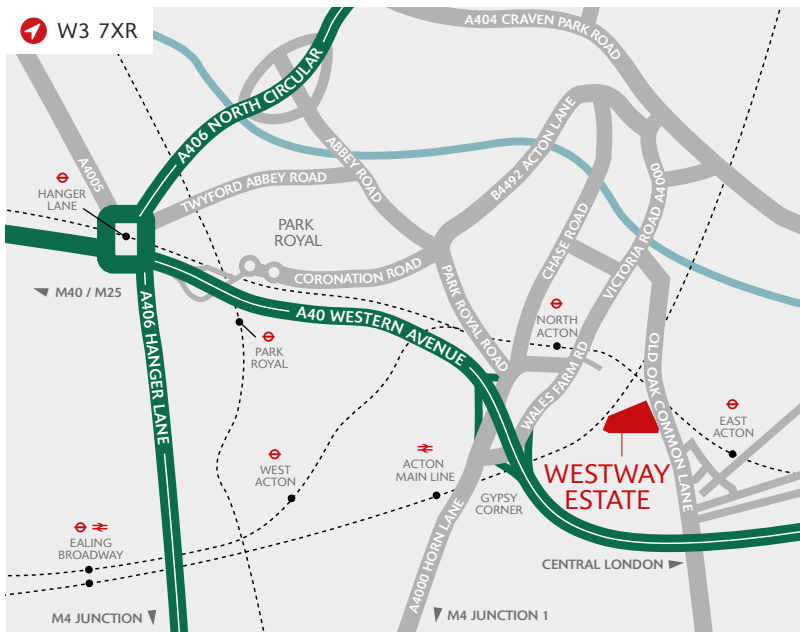 W3 7XR
A404 CRAVEN PARK ROAD
A406 NORTH CIRCULAR
A4005
HANGER
LANE
TWYFORD ABBEY ROAD
ABBEY ROAD
B4492 ACTON LANE
PARK
ROYAL
CORONATION ROAD
CHASE ROAD
VICTORIA ROAD A4000
M40 / M25
A40 WESTERN AVENUE
PARK ROYAL ROAD
NORTH
ACTON
A406 HANGER LANE
PARK
ROYAL
WALES FARM RD
OLD OAK COMMON LANE
EAST
ACTON
WEST
ACTON
ACTON
MAIN LINE
WESTWAY
ESTATE
GYPSY
CORNER
EALING
BROADWAY
A4000 HORN LANE
CENTRAL LONDON
M4 JUNCTION
M4 JUNCTION 1